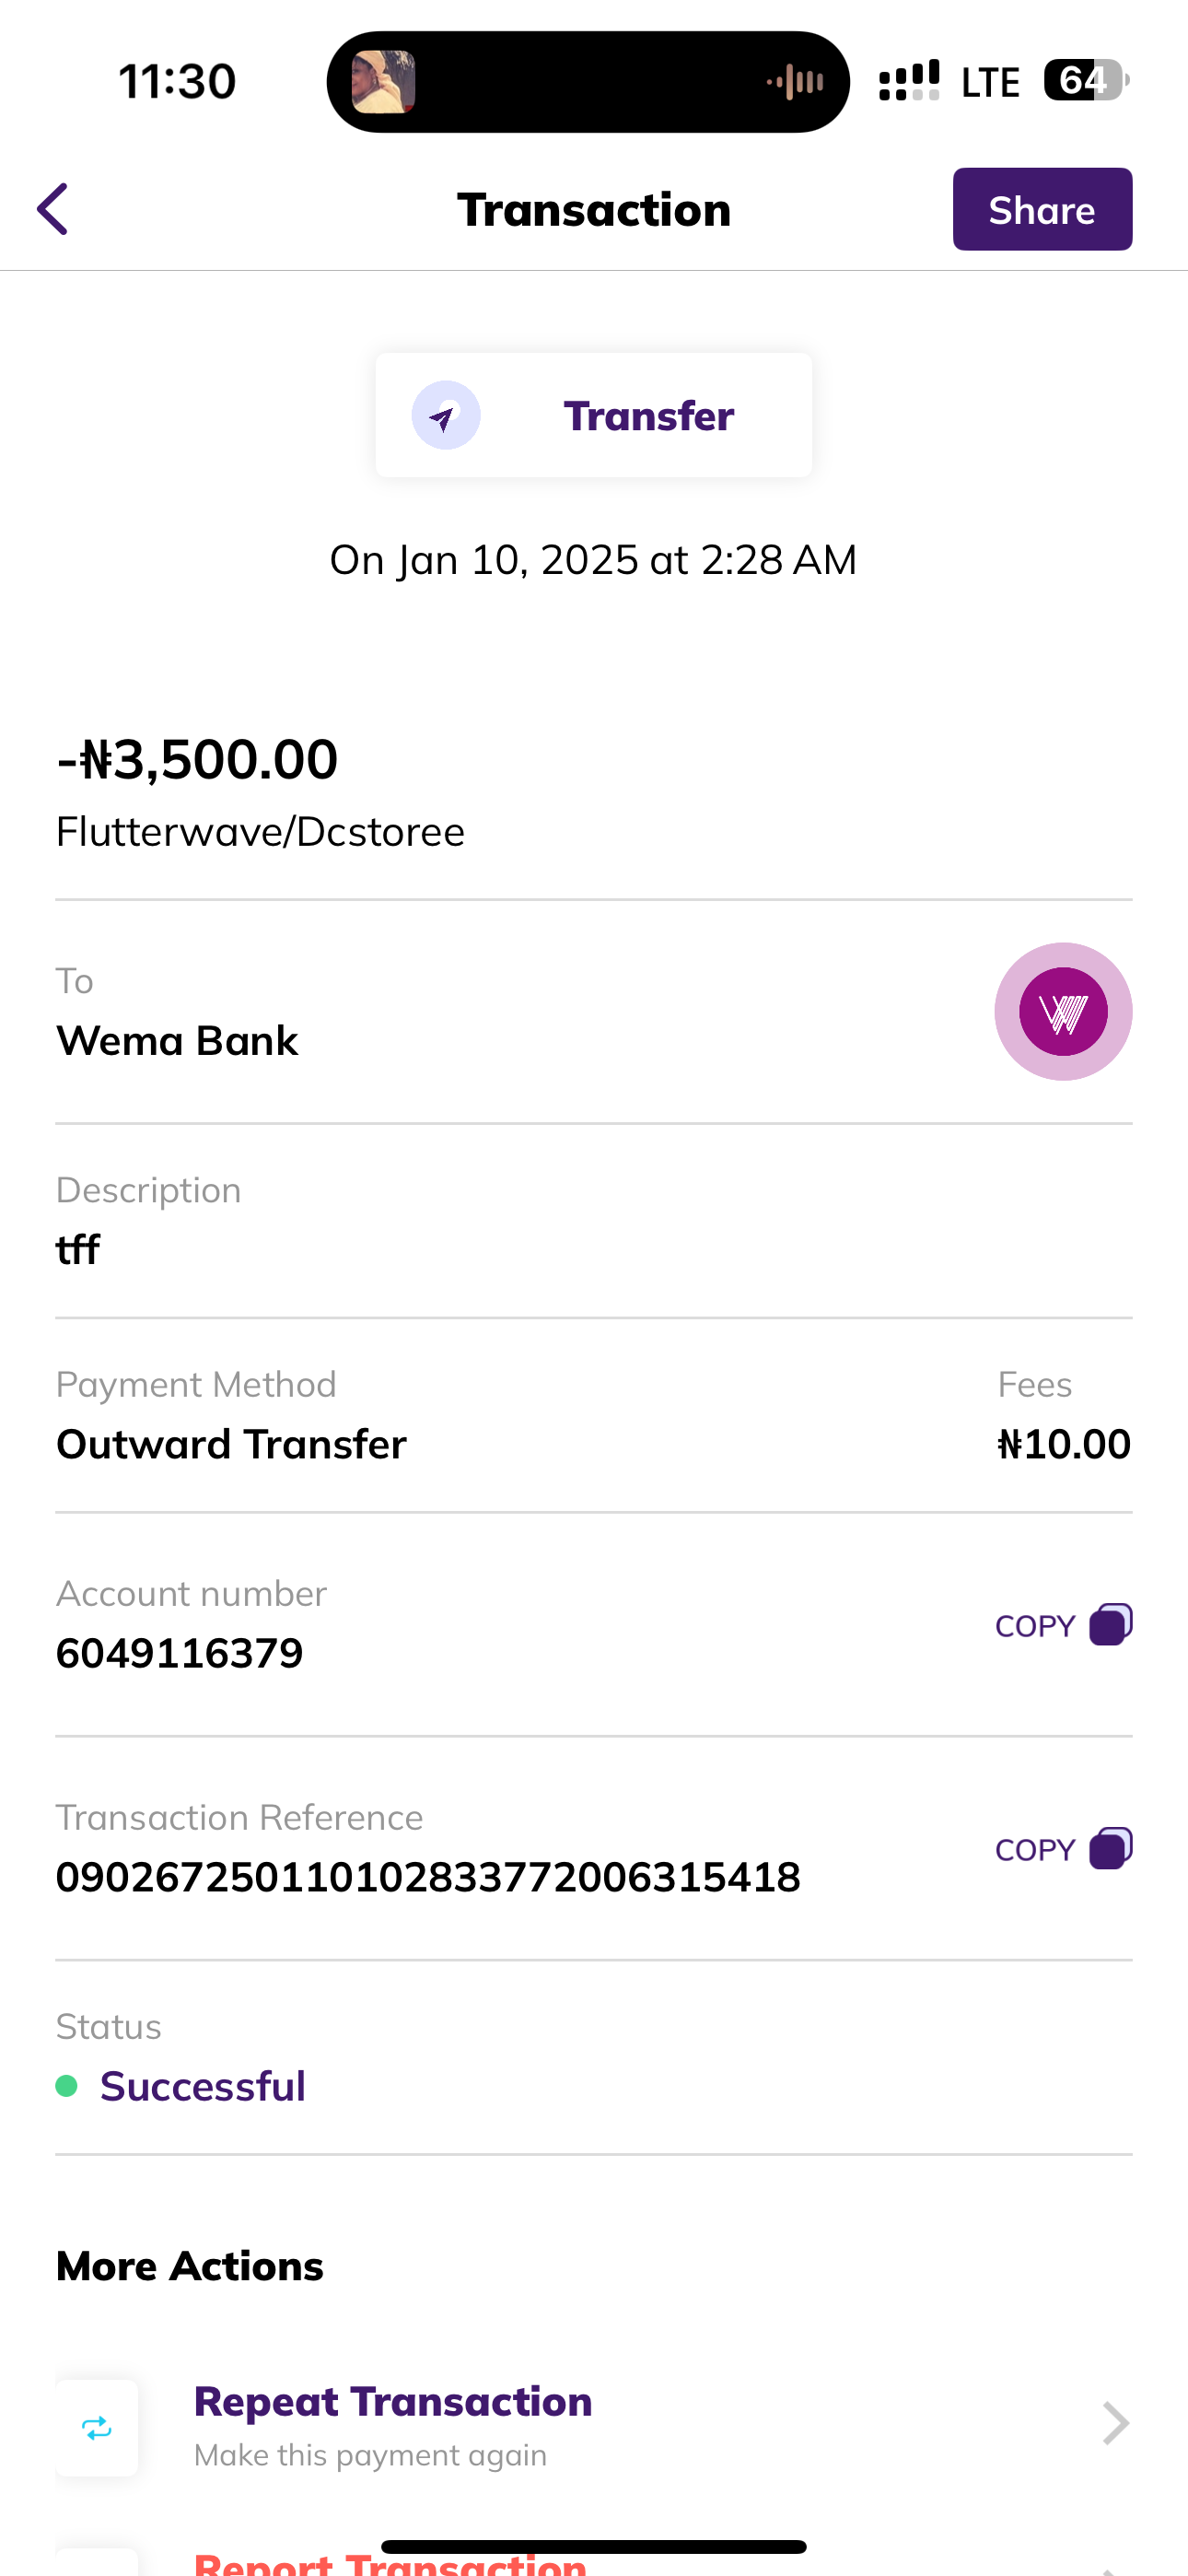 11:30 LTE 64
Transaction
Share
Transfer
On Jan 10, 2025 at 2:28 AM
-₦3,500.00
Flutterwave/Dcstoree
To
Wema Bank
Description
tff
Payment Method Fees
Outward Transfer ₦10.00
Account number
COPY
6049116379
Transaction Reference
COPY
090267250110102833772006315418
Status
Successful
More Actions
Repeat Transaction
Make this payment again
Report Transaction